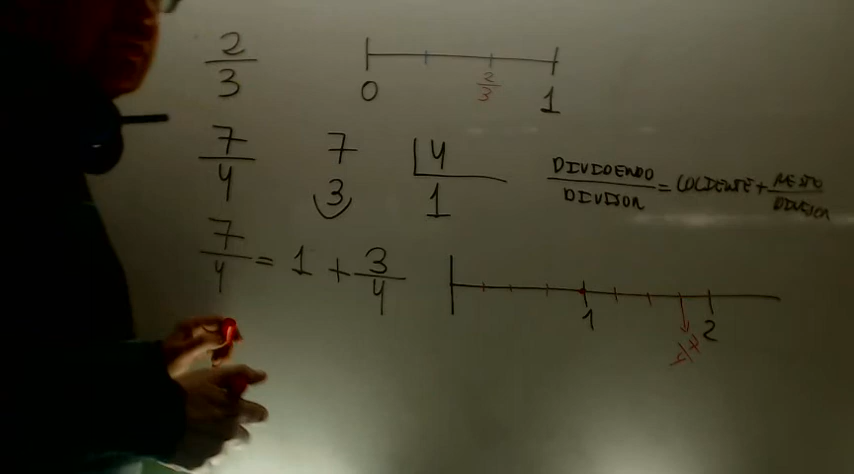 2/3
0 2/3 1
7/4 7 4
3 1
DIVIDENDO/DIVISOR = COCIENTE + RESTO/DIVISOR
7/4 = 1 + 3/4
1 7/4 2